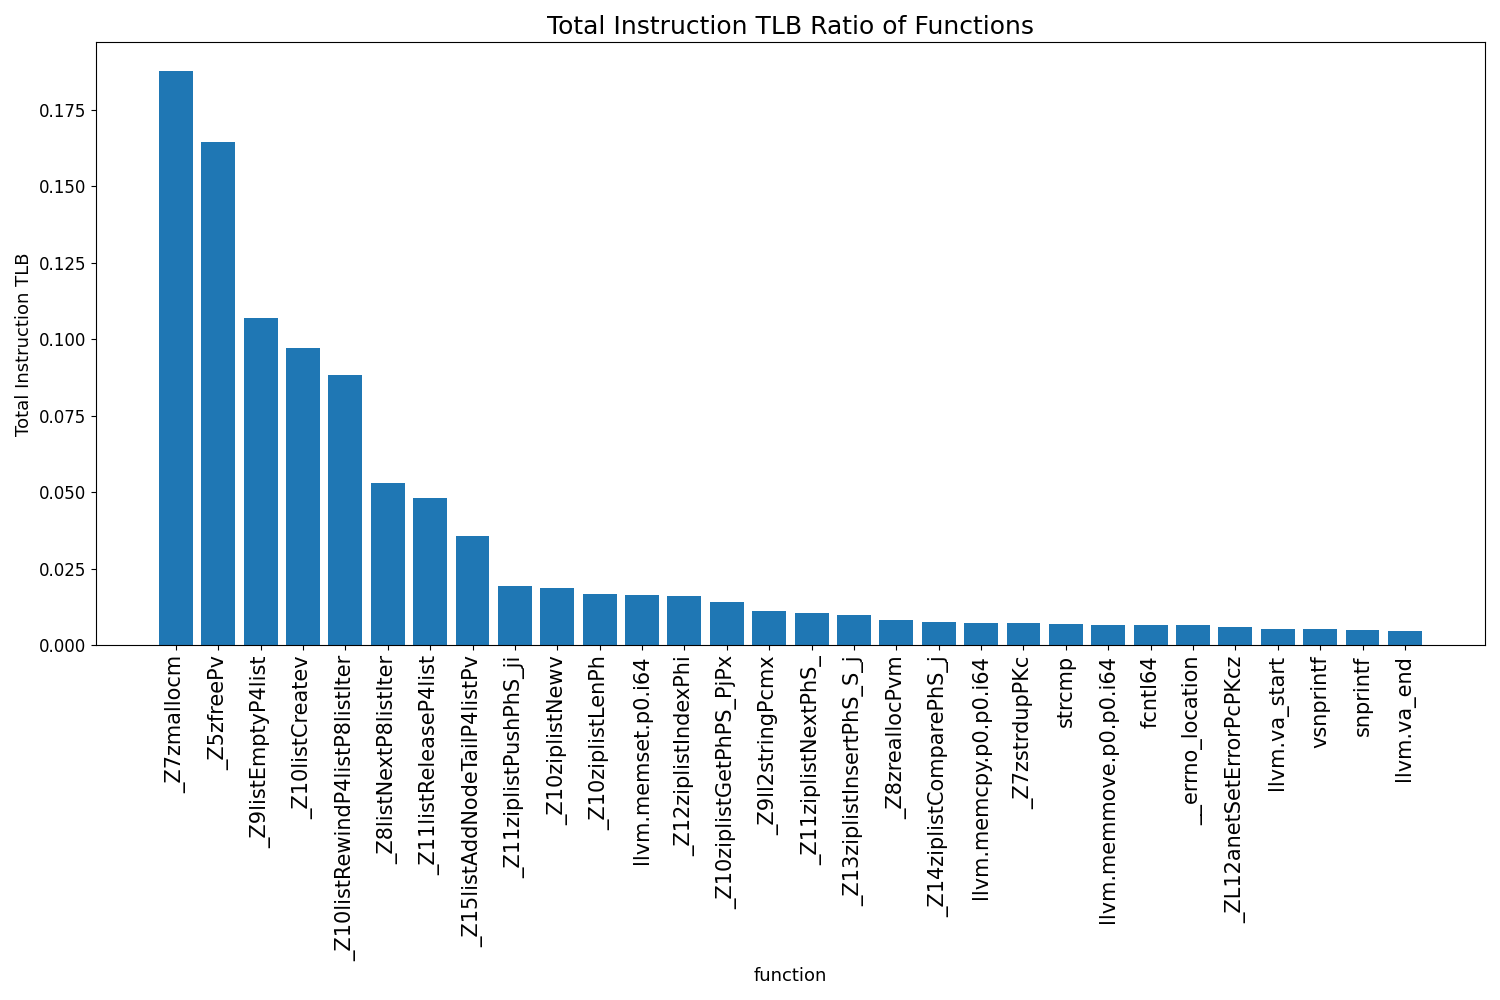 Total Instruction TLB Ratio of Functions
Total Instruction TLB
0.175
0.150
0.125
0.100
0.075
0.050
0.025
0.000
_Z7zmallocm
_Z5zfreePv
_Z9listEmptyP4list
_Z10listCreatev
_Z10listRewindP4listP8listIter
_Z8listNextP8listIter
_Z11listReleaseP4list
_Z15listAddNodeTailP4listPv
_Z11ziplistPushPhS_ji
_Z10ziplistNewv
_Z10ziplistLenPh
llvm.memset.p0.i64
_Z12ziplistIndexPhi
_Z10ziplistGetPhPS_PjPx
_Z9ll2stringPcmx
_Z11ziplistNextPhS_
_Z13ziplistInsertPhS_S_j
_Z8zreallocPvm
_Z14ziplistComparePhS_j
llvm.memcpy.p0.p0.i64
_Z7zstrdupPKc
strcmp
llvm.memmove.p0.p0.i64
fcntl64
__errno_location
_ZL12anetSetErrorPcPKcz
llvm.va_start
vsnprintf
snprintf
llvm.va_end
function